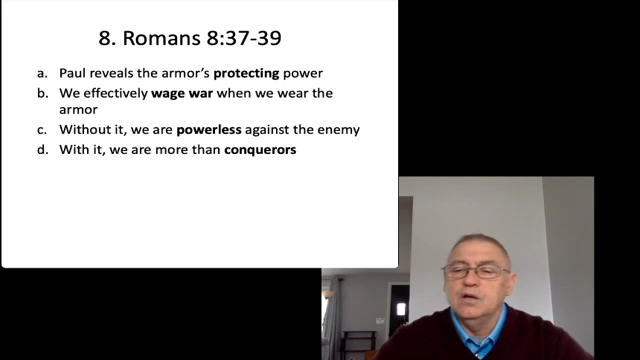 8. Romans 8:37-39
a. Paul reveals the armor's protecting power
b. We effectively wage war when we wear the
armor
c. Without it, we are powerless against the enemy
d. With it, we are more than conquerors